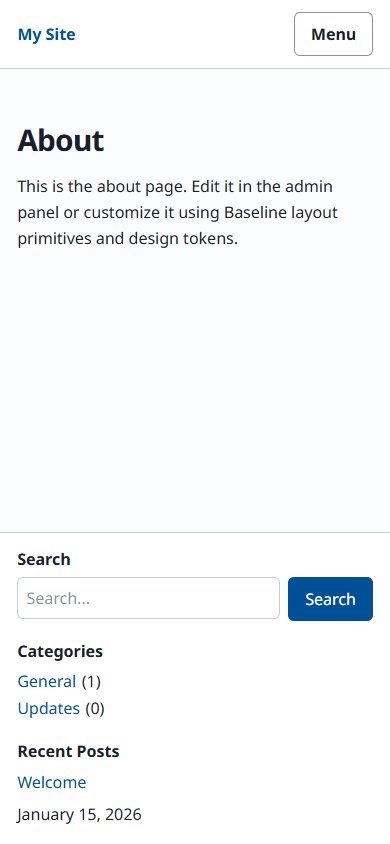 My Site
Menu
About
This is the about page. Edit it in the admin
panel or customize it using Baseline layout
primitives and design tokens.
Search
Search...
Search
Categories
General (1)
Updates (0)
Recent Posts
Welcome
January 15, 2026